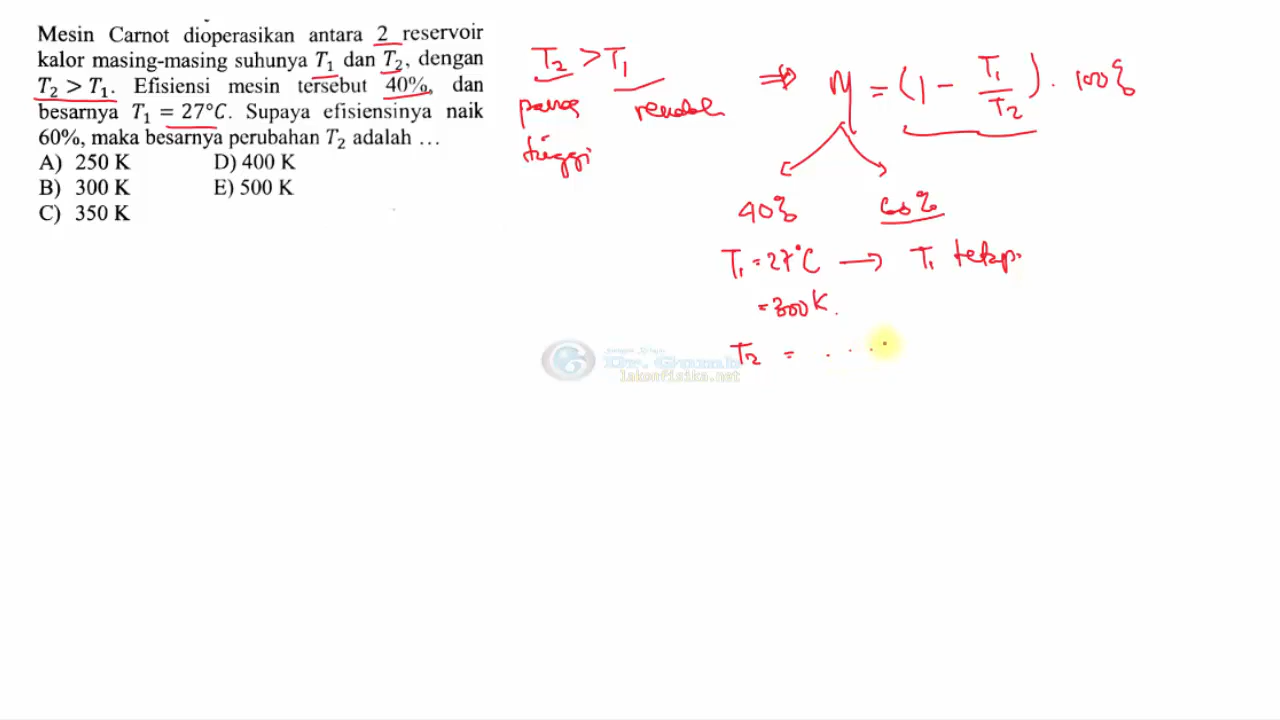 Mesin Carnot dioperasikan antara 2 reservoir
kalor masing-masing suhunya T₁ dan T₂, dengan
T₂ > T₁. Efisiensi mesin tersebut 40%, dan
besarnya T₁ = 27°C. Supaya efisiensinya naik
60%, maka besarnya perubahan T₂ adalah …
A) 250 K D) 400 K
B) 300 K E) 500 K
C) 350 K
T₂ > T₁
panas rendah
tinggi
⇒ η = (1 − T₁/T₂) . 100%
40% 60%
T₁ = 27°C → T₁ tetap.
= 300 K.
T₂ = . . . .
lakonfisika.net